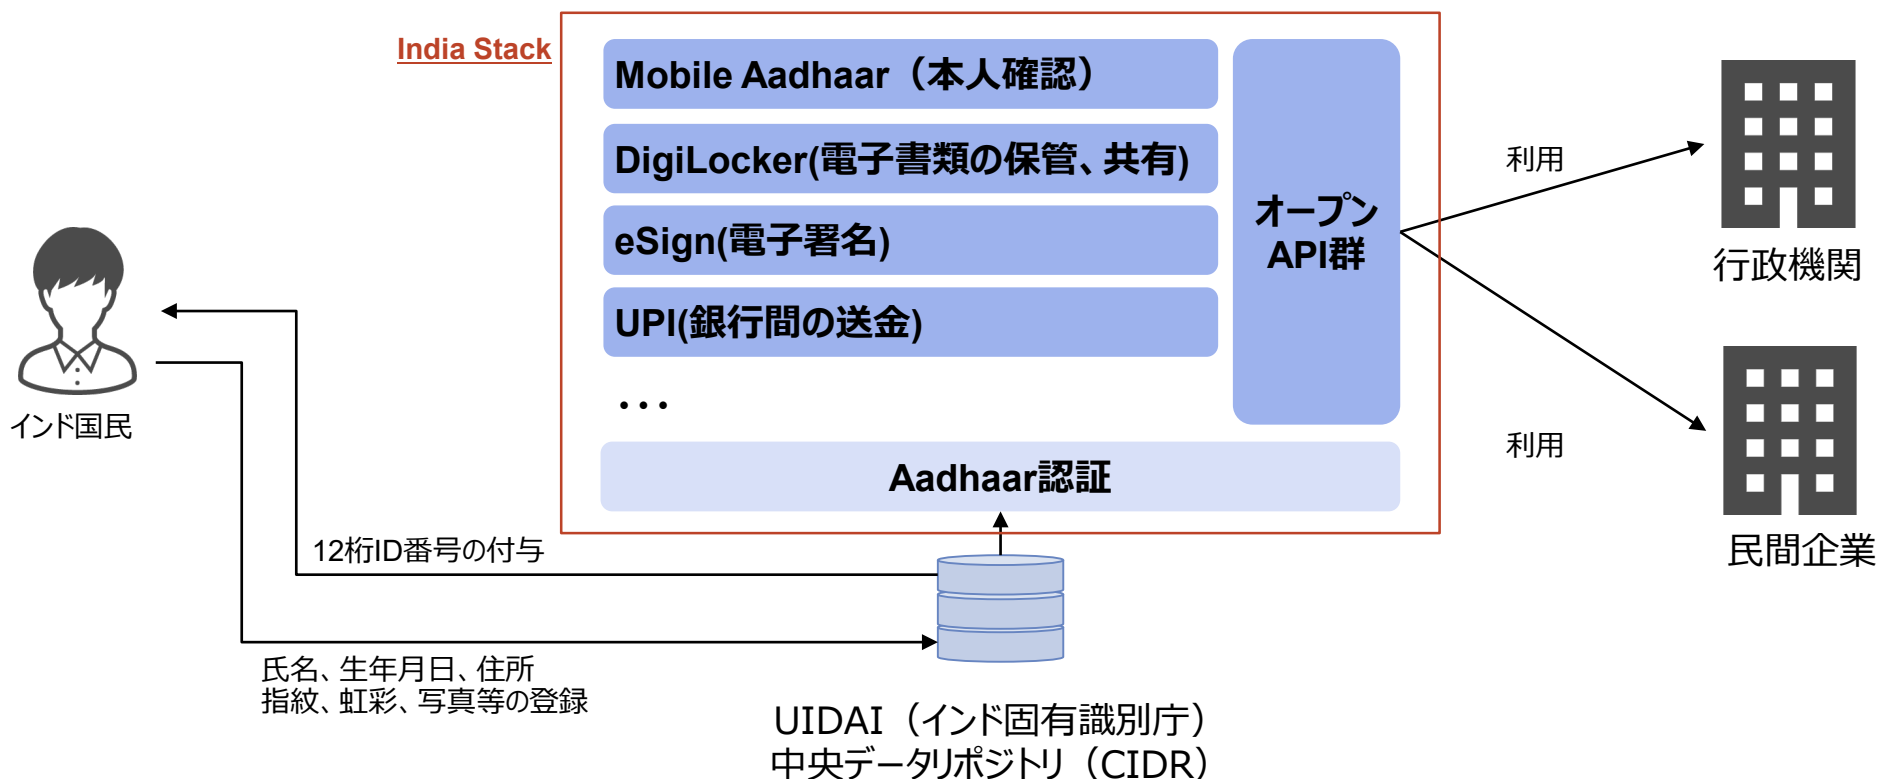 India Stack
Mobile Aadhaar（本人確認）
DigiLocker(電子書類の保管、共有)
eSign(電子署名)
UPI(銀行間の送金)
･･･
オープン
API群
Aadhaar認証
利用
行政機関
利用
民間企業
インド国民
12桁ID番号の付与
氏名、生年月日、住所
指紋、虹彩、写真等の登録
UIDAI（インド固有識別庁）
中央データリポジトリ（CIDR）